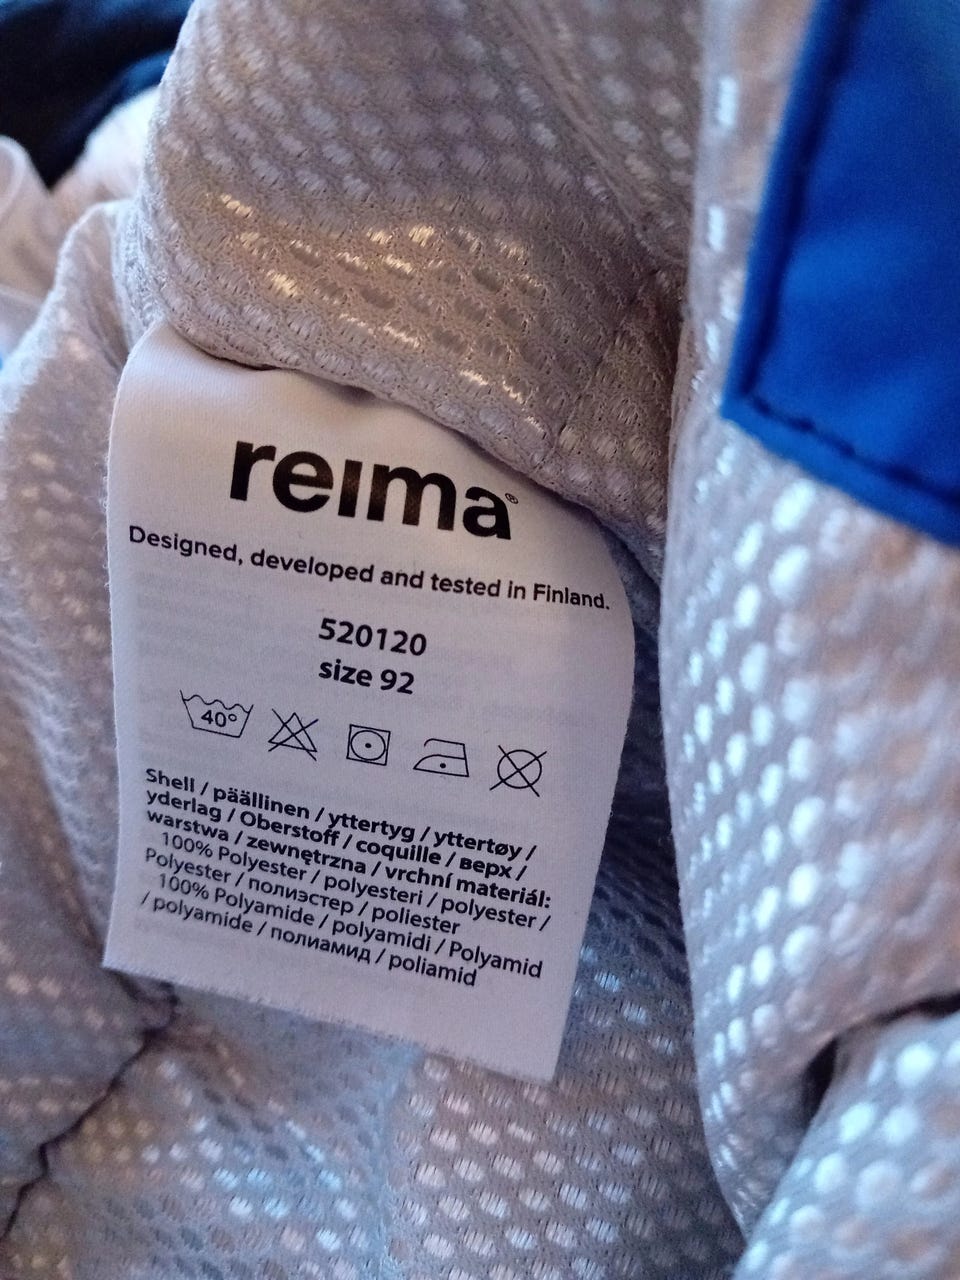 reima®
Designed, developed and tested in Finland.
520120
size 92
40°
Shell / päällinen / yttertyg / yttertøy /
yderlag / Oberstoff / coquille / верх /
warstwa / zewnętrzna / vrchní materiál:
100% Polyester / polyesteri / polyester /
Polyester / полиэстер / poliester
100% Polyamide / polyamidi / Polyamid
/ polyamide / полиамид / poliamid